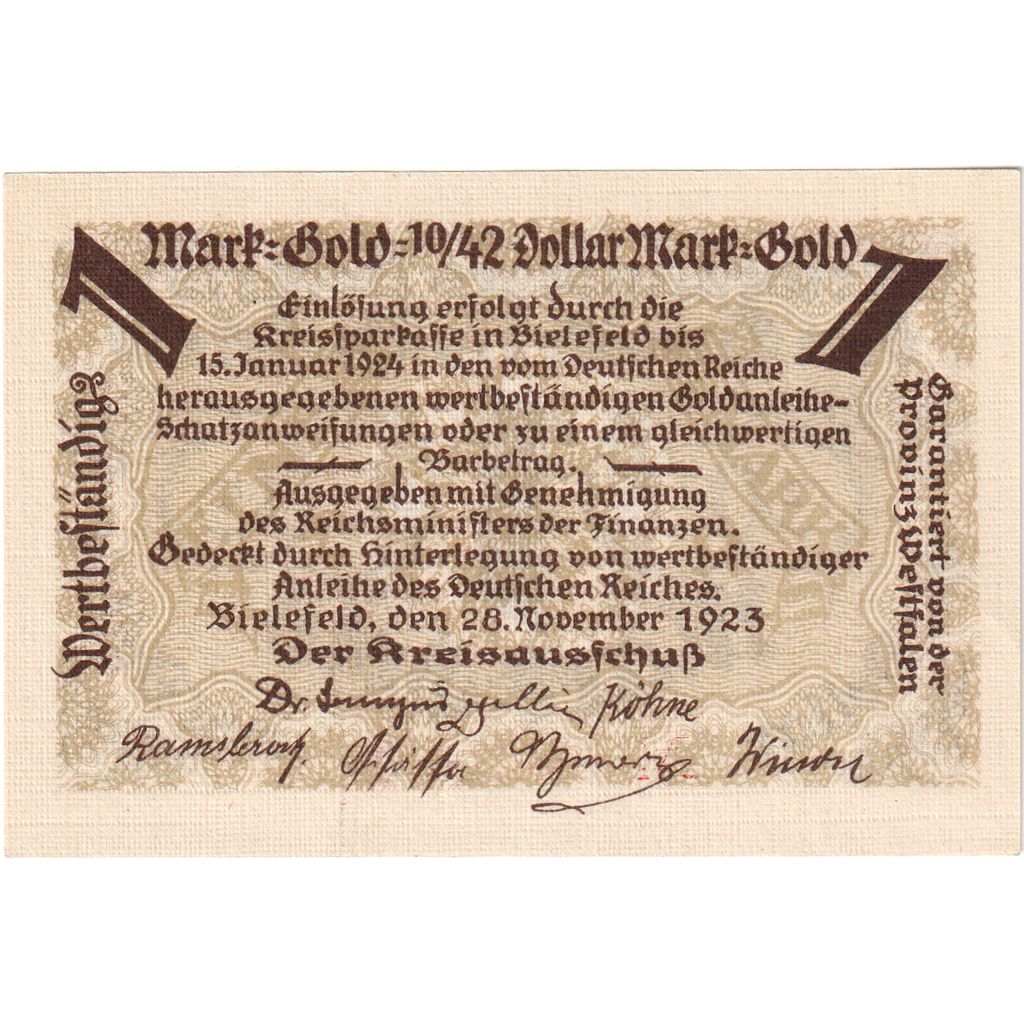 1 Mark=Gold=10/42 Dollar Mark=Gold 1
Einlösung erfolgt durch die
Kreissparkasse in Bielefeld bis
15. Januar 1924 in den vom Deutschen Reiche
herausgegebenen wertbeständigen Goldanleihe-
Schatzanweisungen oder zu einem gleichwertigen
Barbetrag.
Ausgegeben mit Genehmigung
des Reichsministers der Finanzen.
Gedeckt durch Hinterlegung von wertbeständiger
Anleihe des Deutschen Reiches.
Bielefeld, den 28. November 1923
Der Kreisausschuß
Dr. Köhne
Wertbeständig
Garantiert von der
Provinz Westfalen